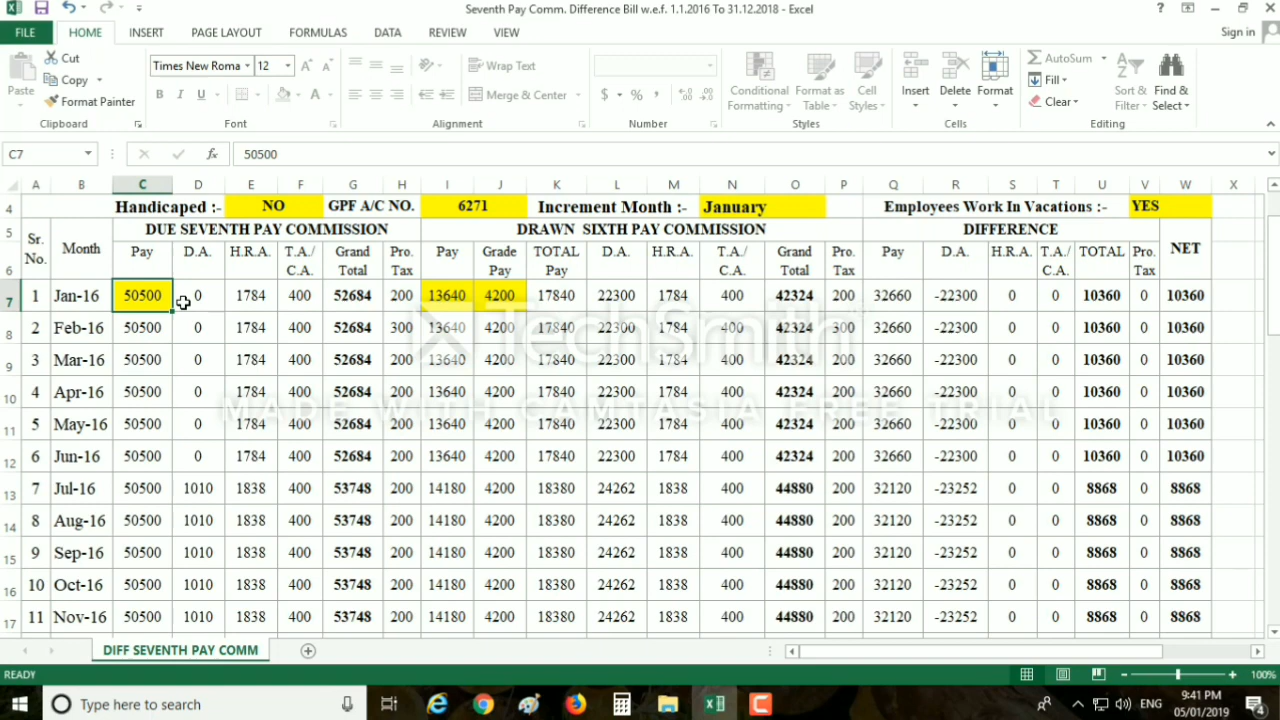 Seventh Pay Comm. Difference Bill w.e.f. 1.1.2016 To 31.12.2018 - Excel
FILE HOME INSERT PAGE LAYOUT FORMULAS DATA REVIEW VIEW Sign in
Cut
Copy
Format Painter
Paste
Clipboard
Times New Roma 12
B I U A
Font
Wrap Text
Merge & Center
Alignment
$ % ,
Number
Conditional Formatting
Format as Table
Cell Styles
Styles
Insert Delete Format
Cells
AutoSum
Fill
Clear
Sort & Filter
Find & Select
Editing
C7 fx 50500
A B C D E F G H I J K L M N O P Q R S T U V W X
4 Handicaped :- NO GPF A/C NO. 6271 Increment Month :- January Employees Work In Vacations :- YES
5 Sr. No. Month DUE SEVENTH PAY COMMISSION DRAWN SIXTH PAY COMMISSION DIFFERENCE NET
6 Pay D.A. H.R.A. T.A./ C.A. Grand Total Pro. Tax Pay Grade Pay TOTAL Pay D.A. H.R.A. T.A./ C.A. Grand Total Pro. Tax Pay D.A. H.R.A. T.A./ C.A. TOTAL Pro. Tax
7 1 Jan-16 50500 0 1784 400 52684 200 13640 4200 17840 22300 1784 400 42324 200 32660 -22300 0 0 10360 0 10360
8 2 Feb-16 50500 0 1784 400 52684 300 13640 4200 17840 22300 1784 400 42324 300 32660 -22300 0 0 10360 0 10360
9 3 Mar-16 50500 0 1784 400 52684 200 13640 4200 17840 22300 1784 400 42324 200 32660 -22300 0 0 10360 0 10360
10 4 Apr-16 50500 0 1784 400 52684 200 13640 4200 17840 22300 1784 400 42324 200 32660 -22300 0 0 10360 0 10360
11 5 May-16 50500 0 1784 400 52684 200 13640 4200 17840 22300 1784 400 42324 200 32660 -22300 0 0 10360 0 10360
12 6 Jun-16 50500 0 1784 400 52684 200 13640 4200 17840 22300 1784 400 42324 200 32660 -22300 0 0 10360 0 10360
13 7 Jul-16 50500 1010 1838 400 53748 200 14180 4200 18380 24262 1838 400 44880 200 32120 -23252 0 0 8868 0 8868
14 8 Aug-16 50500 1010 1838 400 53748 200 14180 4200 18380 24262 1838 400 44880 200 32120 -23252 0 0 8868 0 8868
15 9 Sep-16 50500 1010 1838 400 53748 200 14180 4200 18380 24262 1838 400 44880 200 32120 -23252 0 0 8868 0 8868
16 10 Oct-16 50500 1010 1838 400 53748 200 14180 4200 18380 24262 1838 400 44880 200 32120 -23252 0 0 8868 0 8868
17 11 Nov-16 50500 1010 1838 400 53748 200 14180 4200 18380 24262 1838 400 44880 200 32120 -23252 0 0 8868 0 8868
TechSmith
MADE WITH CAMTASIA FREE TRIAL
DIFF SEVENTH PAY COMM
READY 100%
Type here to search
ENG
9:41 PM
05/01/2019
4